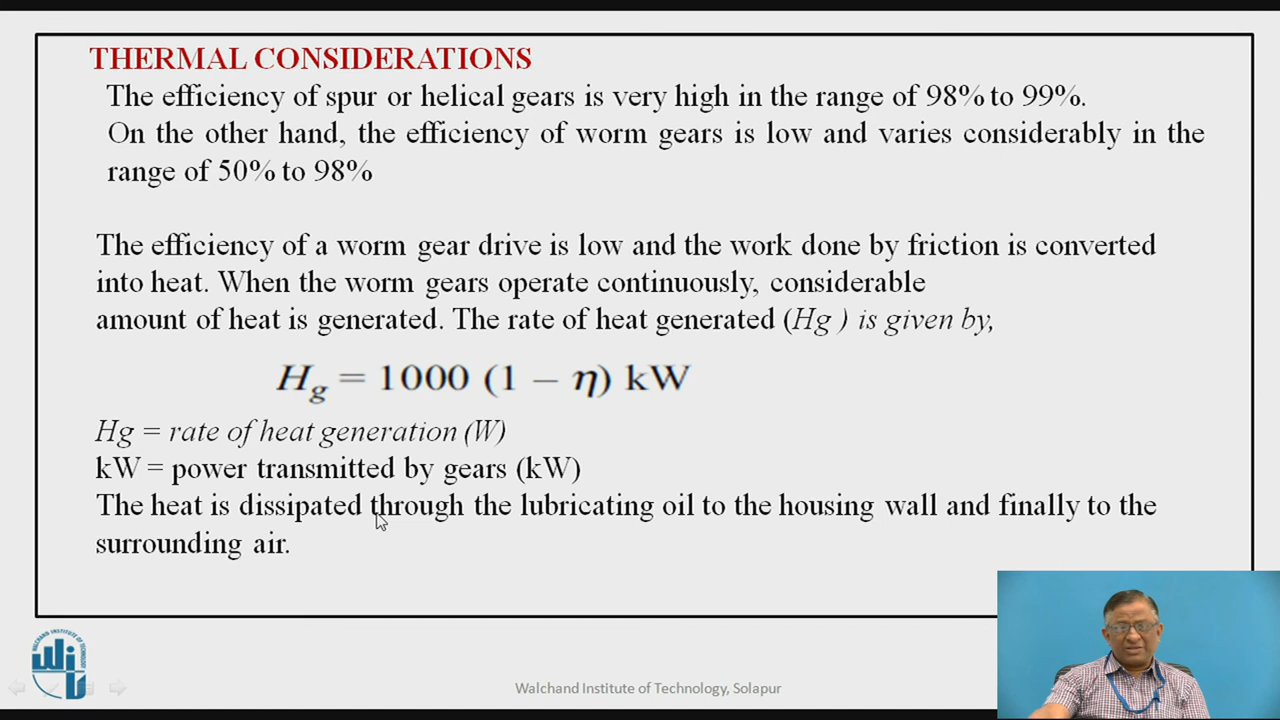 THERMAL CONSIDERATIONS
The efficiency of spur or helical gears is very high in the range of 98% to 99%.
On the other hand, the efficiency of worm gears is low and varies considerably in the
range of 50% to 98%
The efficiency of a worm gear drive is low and the work done by friction is converted
into heat. When the worm gears operate continuously, considerable
amount of heat is generated. The rate of heat generated (Hg ) is given by,
Hg = 1000 (1 – η) kW
Hg = rate of heat generation (W)
kW = power transmitted by gears (kW)
The heat is dissipated through the lubricating oil to the housing wall and finally to the
surrounding air.
WALCHAND INSTITUTE OF TECHNOLOGY
Walchand Institute of Technology, Solapur